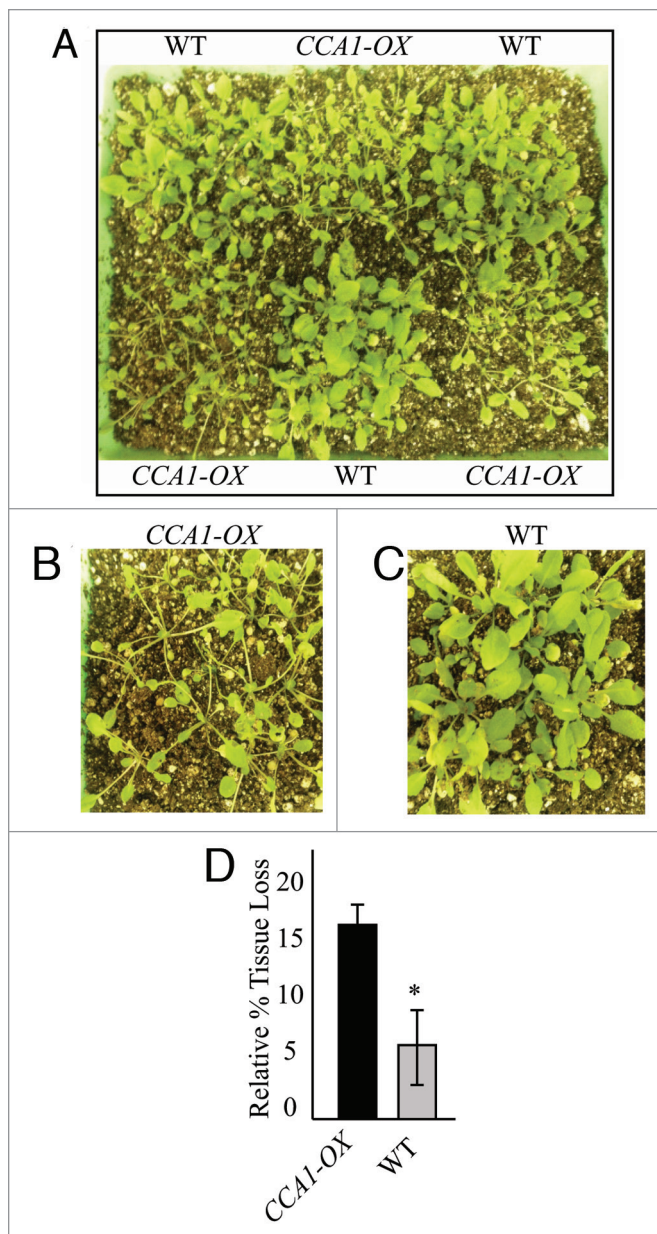 A
WT CCA1-OX WT
CCA1-OX WT CCA1-OX
B
CCA1-OX
C
WT
D
Relative % Tissue Loss
20
15
10
5
0
*
CCA1-OX
WT